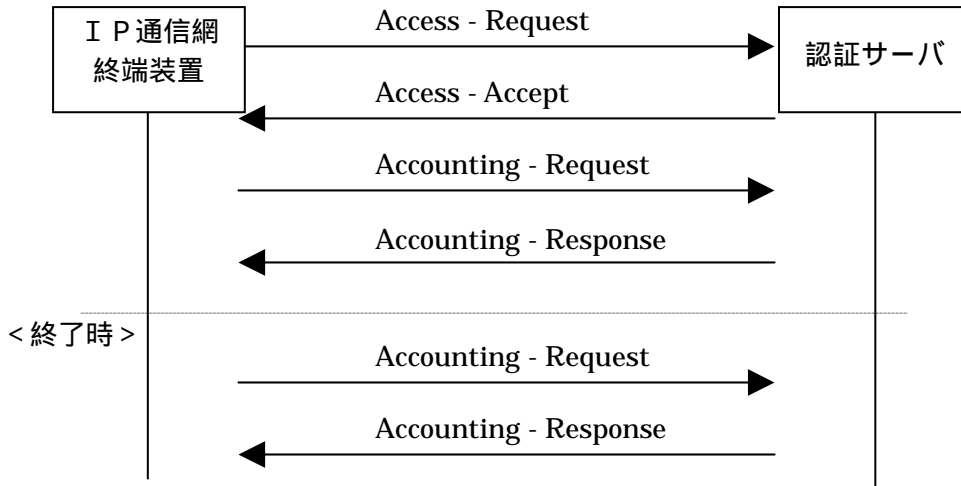 ＩＰ通信網
終端装置
認証サーバ
Access - Request
Access - Accept
Accounting - Request
Accounting - Response
<終了時>
Accounting - Request
Accounting - Response